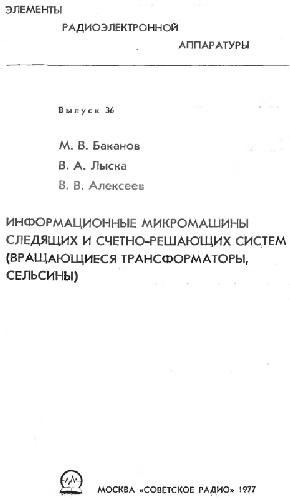 ЭЛЕМЕНТЫ
РАДИОЭЛЕКТРОННОЙ
АППАРАТУРЫ
Выпуск 36
М. В. Баканов
В. А. Лыска
В. В. Алексеев
ИНФОРМАЦИОННЫЕ МИКРОМАШИНЫ
СЛЕДЯЩИХ И СЧЕТНО-РЕШАЮЩИХ СИСТЕМ
(ВРАЩАЮЩИЕСЯ ТРАНСФОРМАТОРЫ,
СЕЛЬСИНЫ)
МОСКВА «СОВЕТСКОЕ РАДИО» 1977